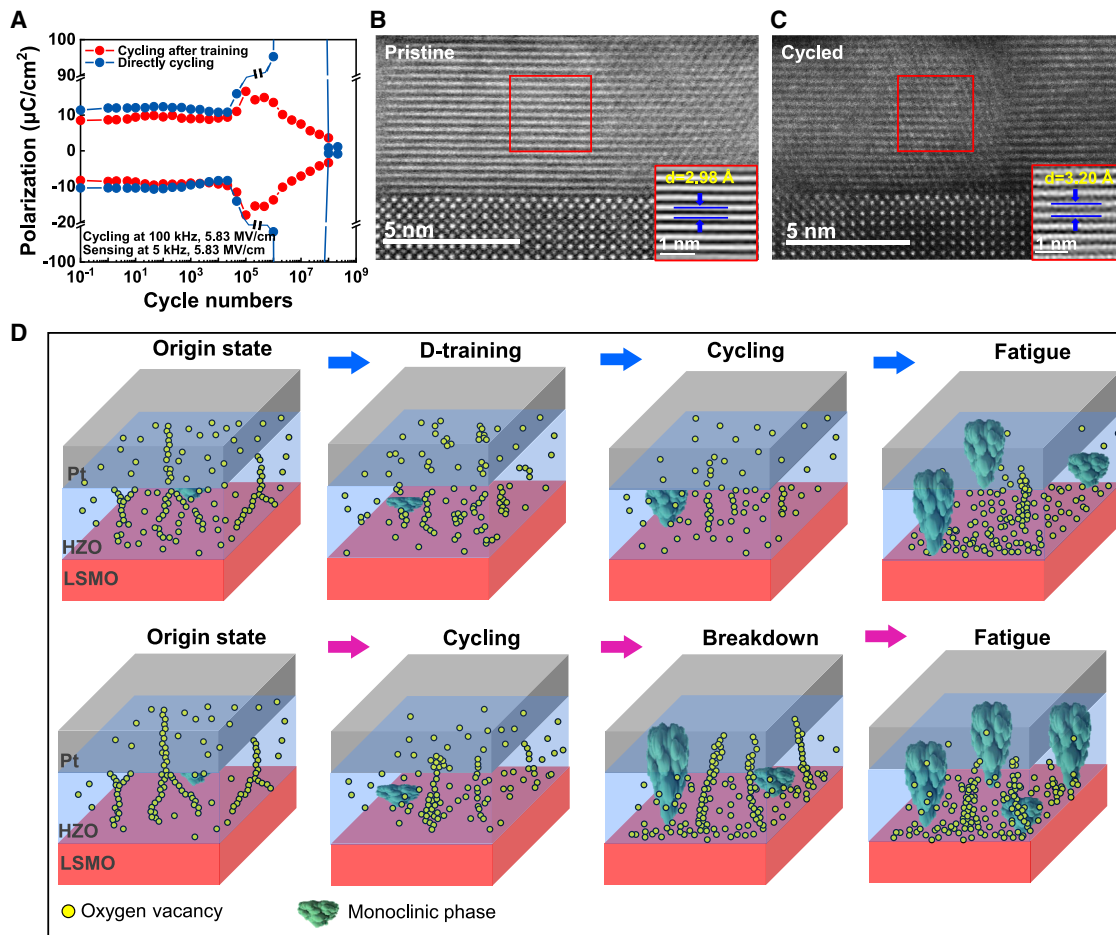 A
Polarization (μC/cm²)
100
90
10
0
-10
-20
-100
Cycling after training
Directly cycling
Cycling at 100 kHz, 5.83 MV/cm
Sensing at 5 kHz, 5.83 MV/cm
10⁻¹ 10¹ 10³ 10⁵ 10⁷ 10⁹
Cycle numbers
B
Pristine
5 nm
d=2.98 Å
1 nm
C
Cycled
5 nm
d=3.20 Å
1 nm
D
Origin state
D-training
Cycling
Fatigue
Pt
HZO
LSMO
Origin state
Cycling
Breakdown
Fatigue
Pt
HZO
LSMO
Oxygen vacancy
Monoclinic phase